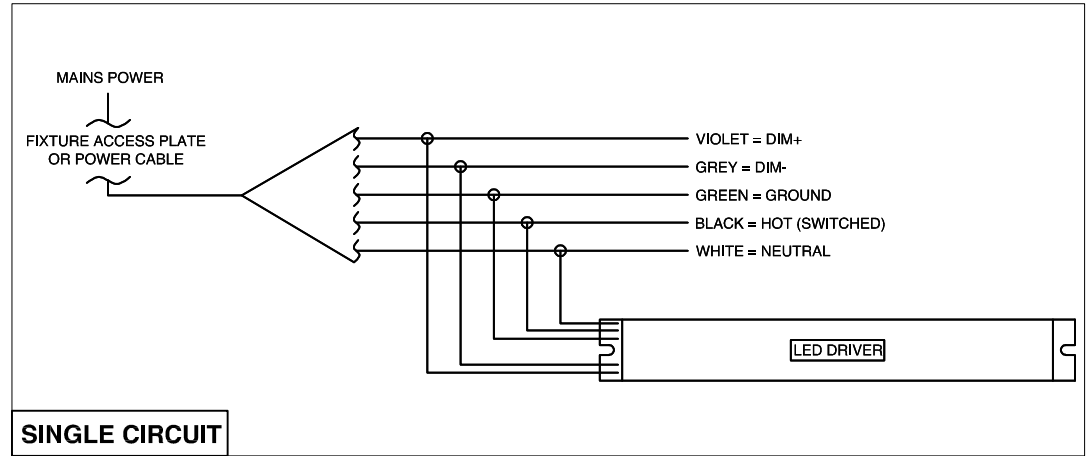 MAINS POWER
FIXTURE ACCESS PLATE
OR POWER CABLE
VIOLET = DIM+
GREY = DIM-
GREEN = GROUND
BLACK = HOT (SWITCHED)
WHITE = NEUTRAL
LED DRIVER
SINGLE CIRCUIT